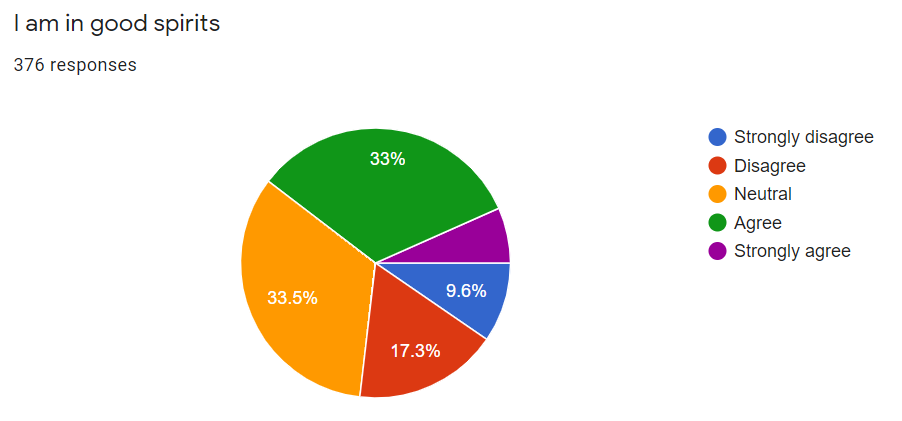 I am in good spirits
376 responses
33%
33.5%
9.6%
17.3%
Strongly disagree
Disagree
Neutral
Agree
Strongly agree